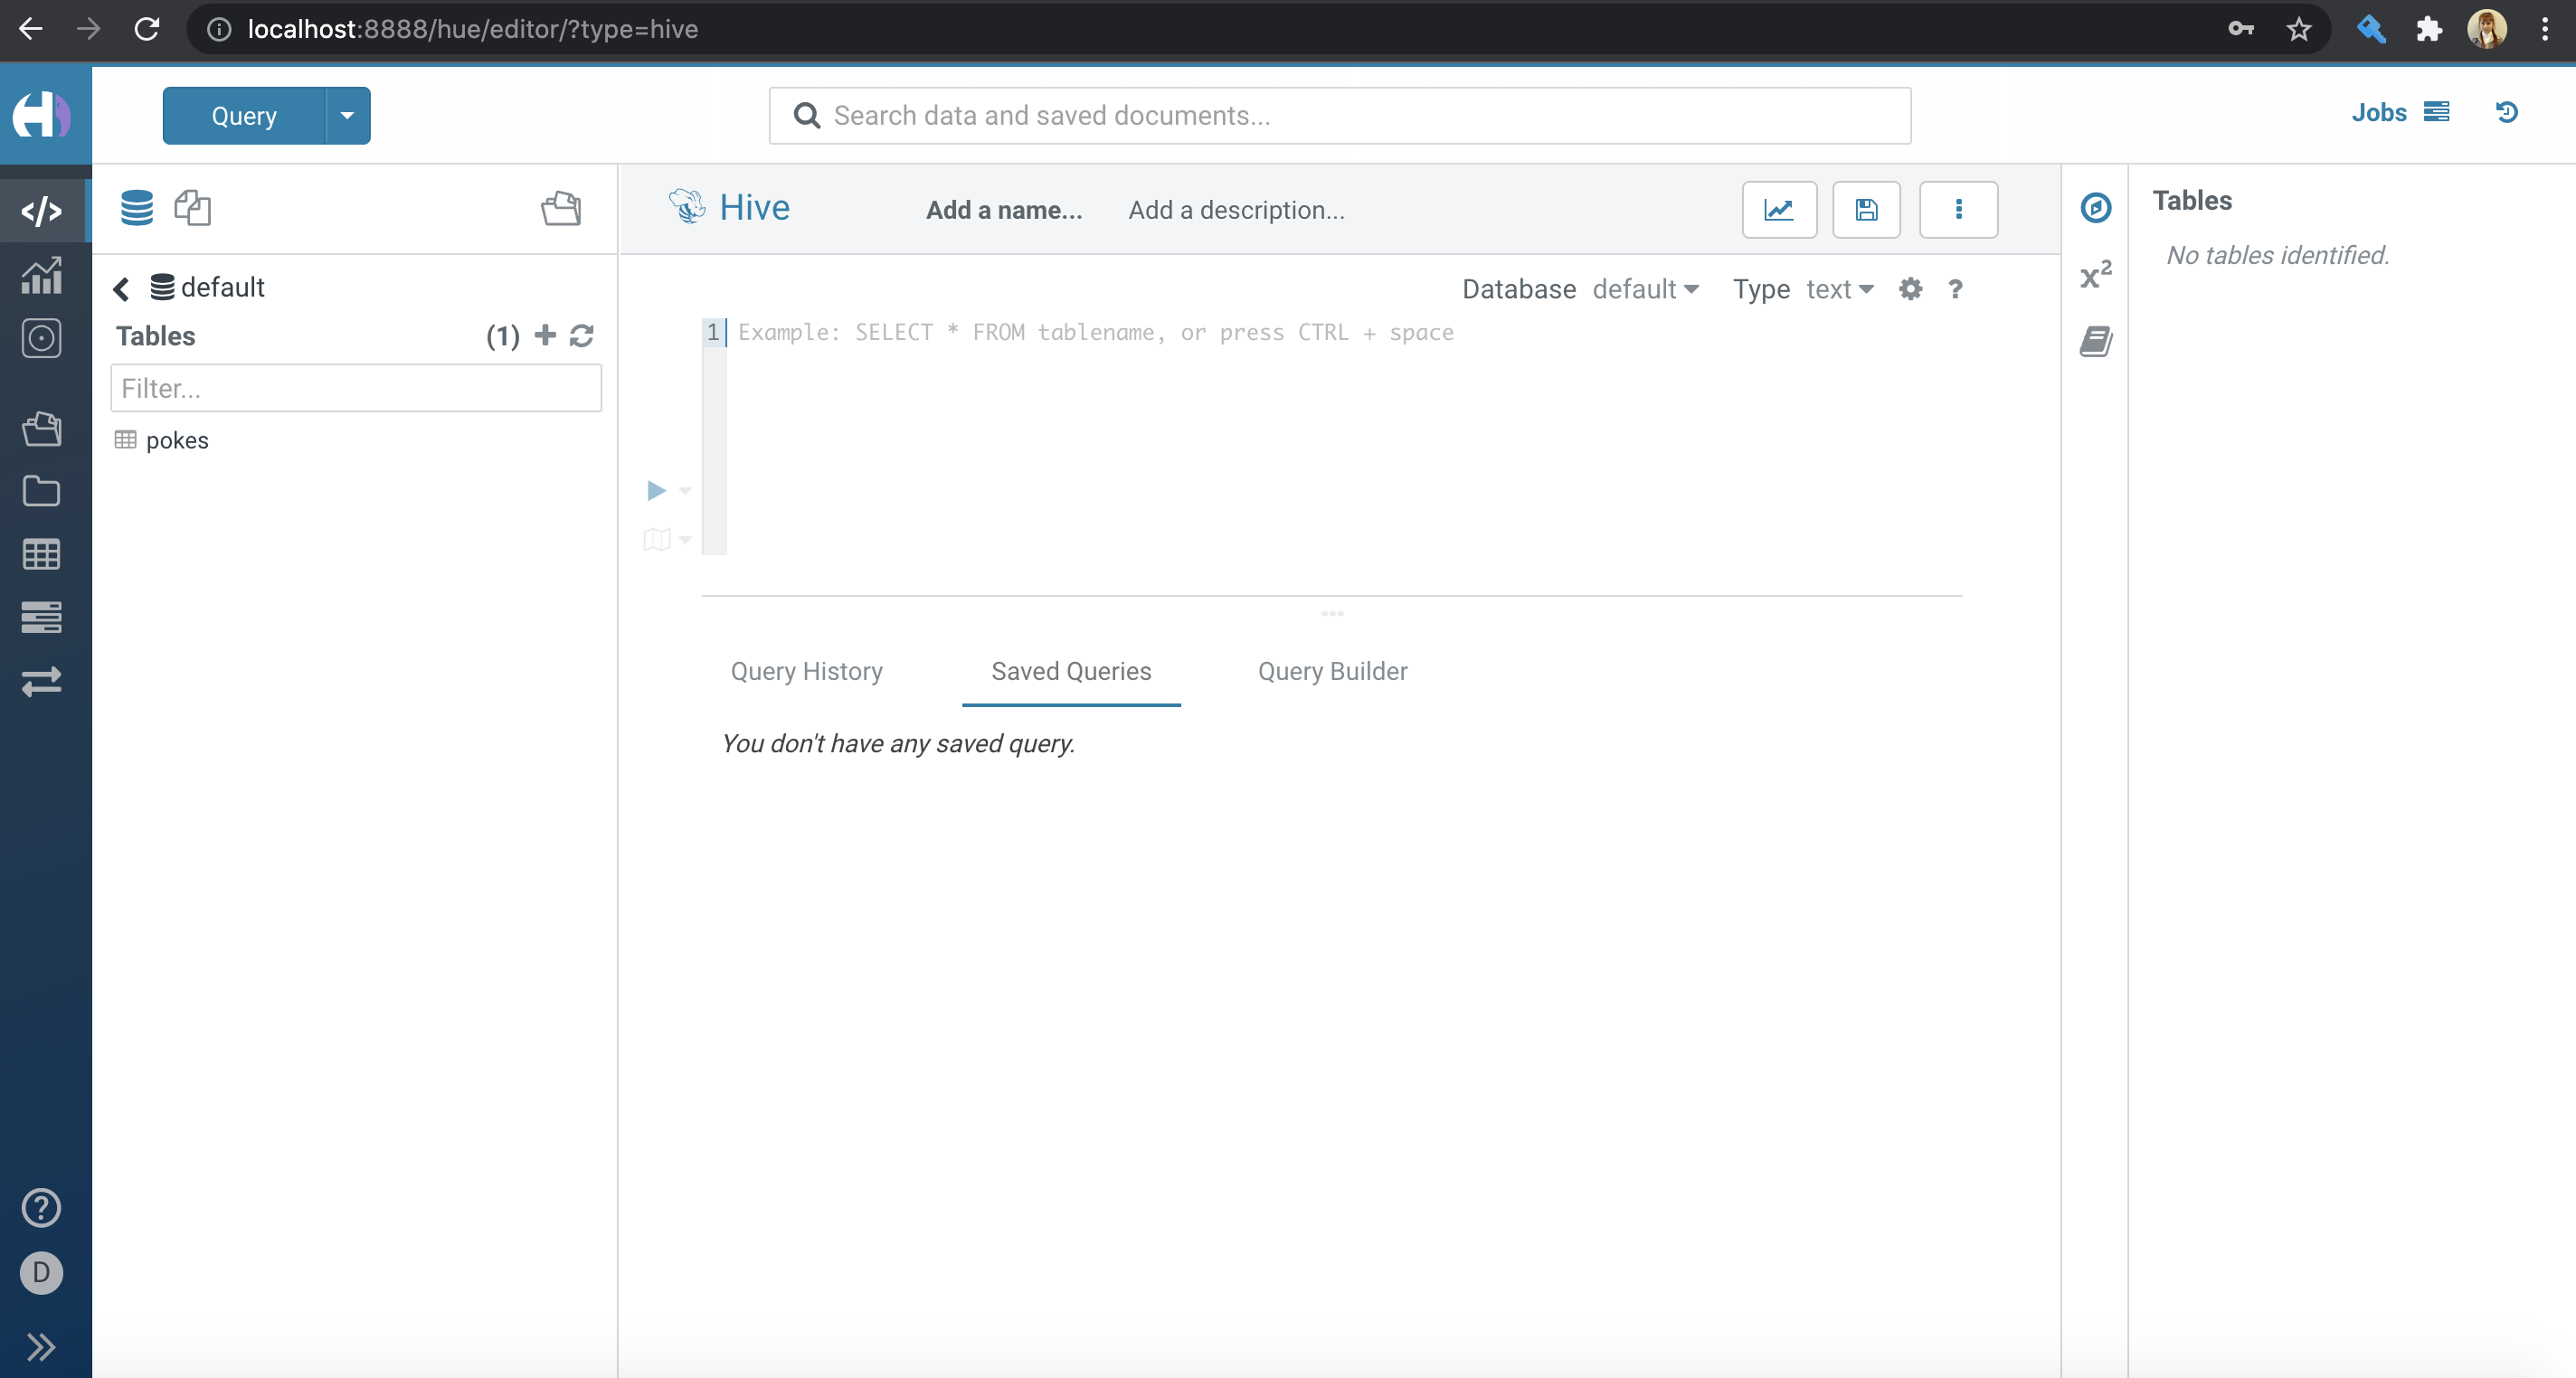 localhost:8888/hue/editor/?type=hive
Query
Search data and saved documents...
Jobs
Hive
Add a name...
Add a description...
Tables
No tables identified.
x2
default
Tables (1)
Filter...
pokes
Database default Type text ?
1 Example: SELECT * FROM tablename, or press CTRL + space
Query History
Saved Queries
Query Builder
You don't have any saved query.
?
D